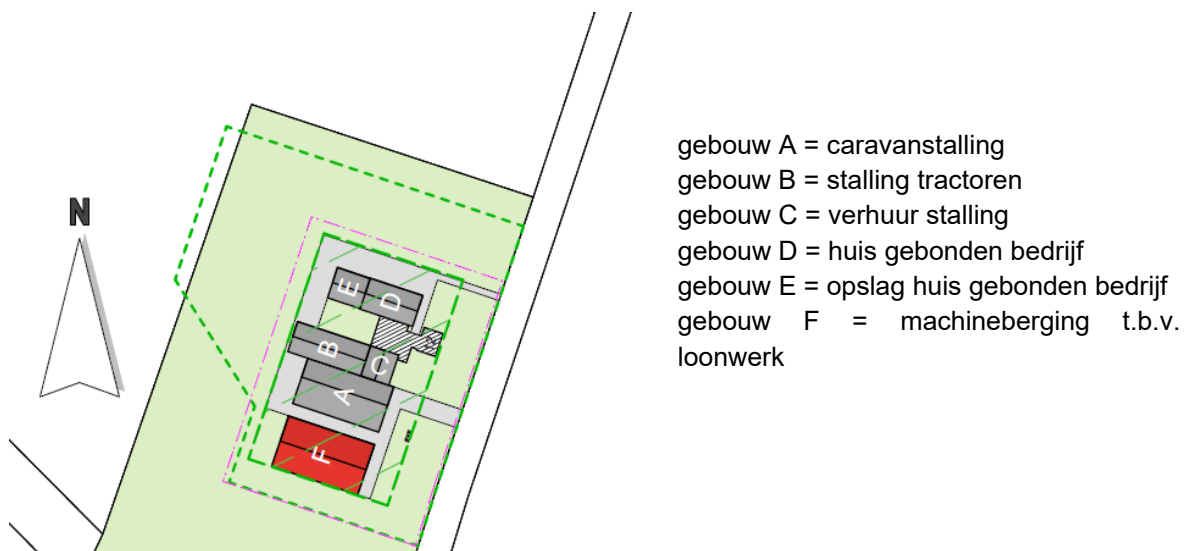 N
E
D
B
C
A
F
gebouw A = caravanstalling
gebouw B = stalling tractoren
gebouw C = verhuur stalling
gebouw D = huis gebonden bedrijf
gebouw E = opslag huis gebonden bedrijf
gebouw F = machineberging t.b.v.
loonwerk